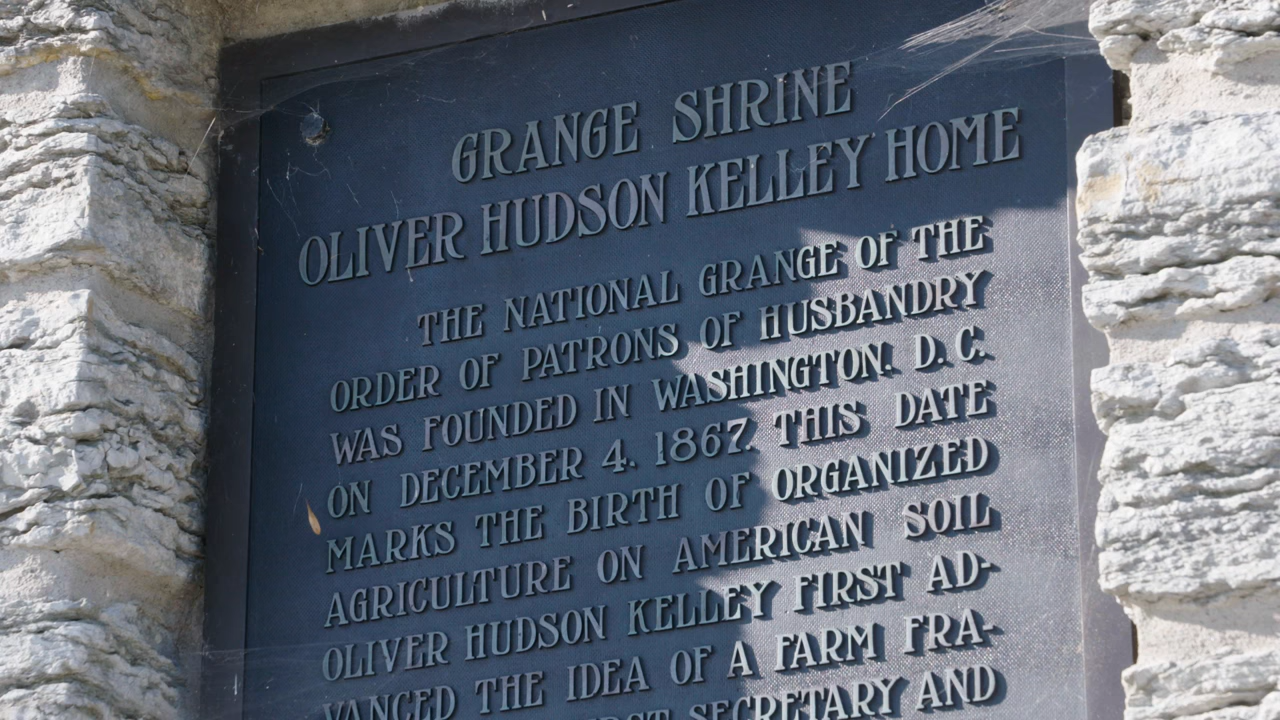 GRANGE SHRINE
OLIVER HUDSON KELLEY HOME
THE NATIONAL GRANGE OF THE
ORDER OF PATRONS OF HUSBANDRY
WAS FOUNDED IN WASHINGTON. D. C.
ON DECEMBER 4. 1867. THIS DATE
MARKS THE BIRTH OF ORGANIZED
AGRICULTURE ON AMERICAN SOIL
OLIVER HUDSON KELLEY FIRST AD-
VANCED THE IDEA OF A FARM FRA-
SECRETARY AND